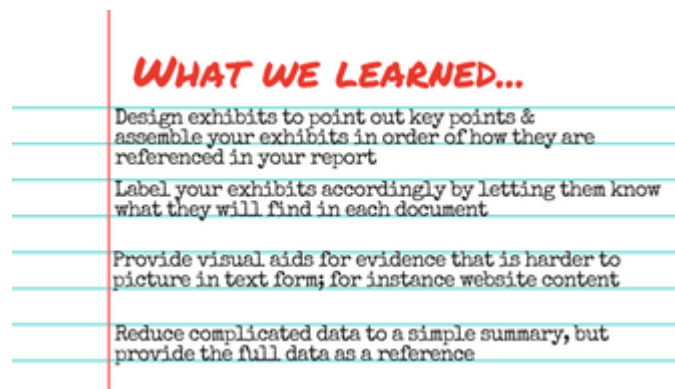 WHAT WE LEARNED...
Design exhibits to point out key points &
assemble your exhibits in order of how they are
referenced in your report
Label your exhibits accordingly by letting them know
what they will find in each document
Provide visual aids for evidence that is harder to
picture in text form; for instance website content
Reduce complicated data to a simple summary, but
provide the full data as a reference